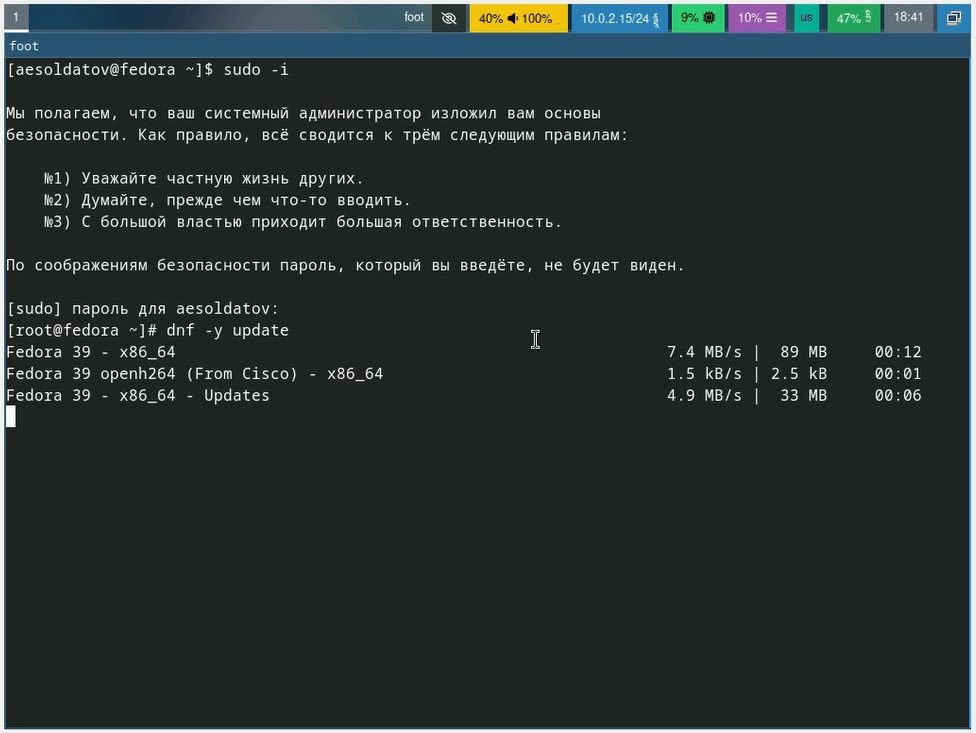 1 foot 40% 100% 10.0.2.15/24 9% 10% us 47% 18:41
foot
[aesoldatov@fedora ~]$ sudo -i
Мы полагаем, что ваш системный администратор изложил вам основы
безопасности. Как правило, всё сводится к трём следующим правилам:
№1) Уважайте частную жизнь других.
№2) Думайте, прежде чем что-то вводить.
№3) С большой властью приходит большая ответственность.
По соображениям безопасности пароль, который вы введёте, не будет виден.
[sudo] пароль для aesoldatov:
[root@fedora ~]# dnf -y update
Fedora 39 - x86_64 7.4 MB/s | 89 MB 00:12
Fedora 39 openh264 (From Cisco) - x86_64 1.5 kB/s | 2.5 kB 00:01
Fedora 39 - x86_64 - Updates 4.9 MB/s | 33 MB 00:06